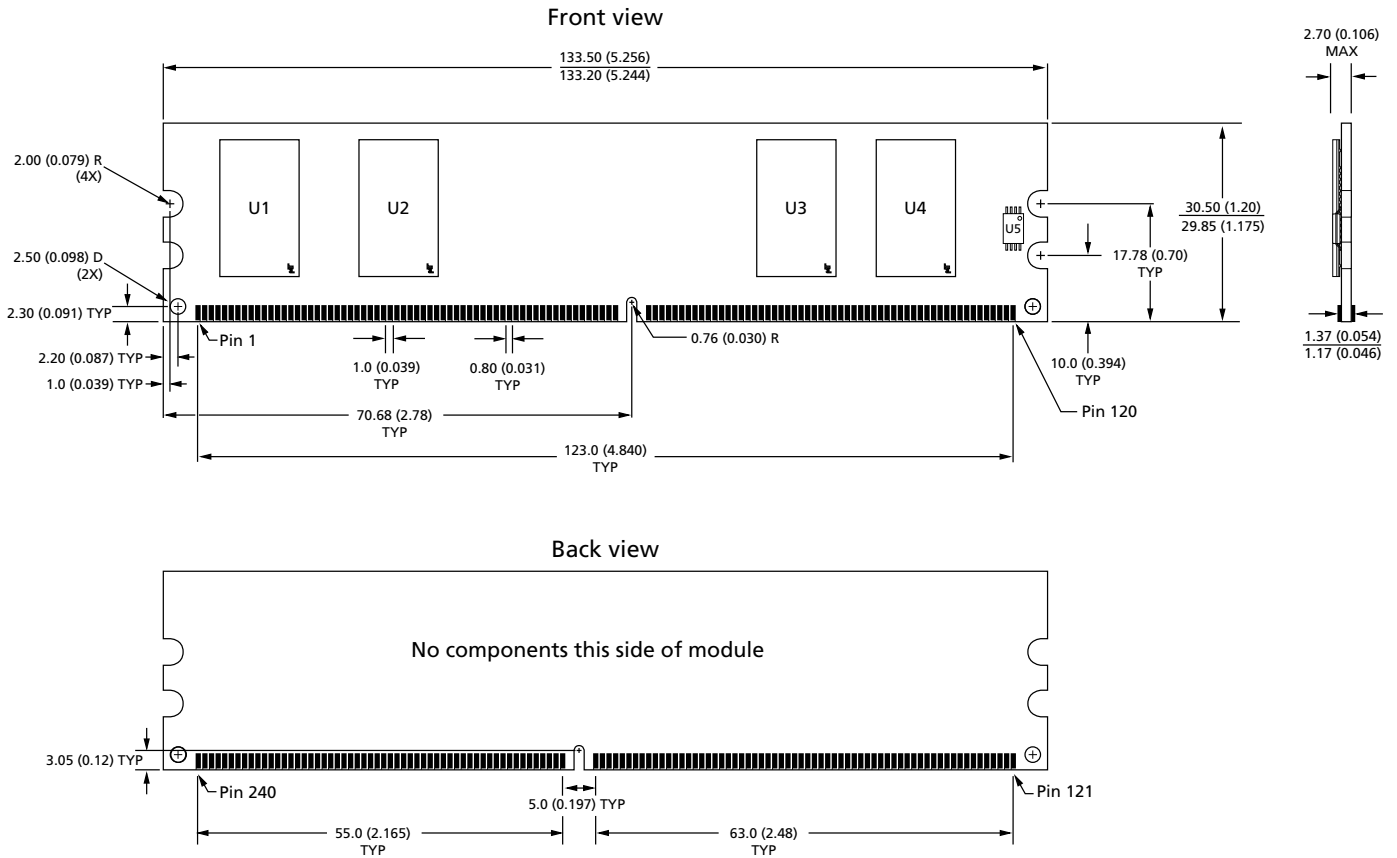 Front view
133.50 (5.256)
133.20 (5.244)
2.70 (0.106)
MAX
2.00 (0.079) R
(4X)
U1
U2
U3
U4
U5
30.50 (1.20)
29.85 (1.175)
17.78 (0.70)
TYP
2.50 (0.098) D
(2X)
2.30 (0.091) TYP
Pin 1
0.76 (0.030) R
2.20 (0.087) TYP
1.0 (0.039)
TYP
0.80 (0.031)
TYP
10.0 (0.394)
TYP
1.37 (0.054)
1.17 (0.046)
1.0 (0.039) TYP
70.68 (2.78)
TYP
Pin 120
123.0 (4.840)
TYP
Back view
No components this side of module
3.05 (0.12) TYP
Pin 240
5.0 (0.197) TYP
Pin 121
55.0 (2.165)
TYP
63.0 (2.48)
TYP